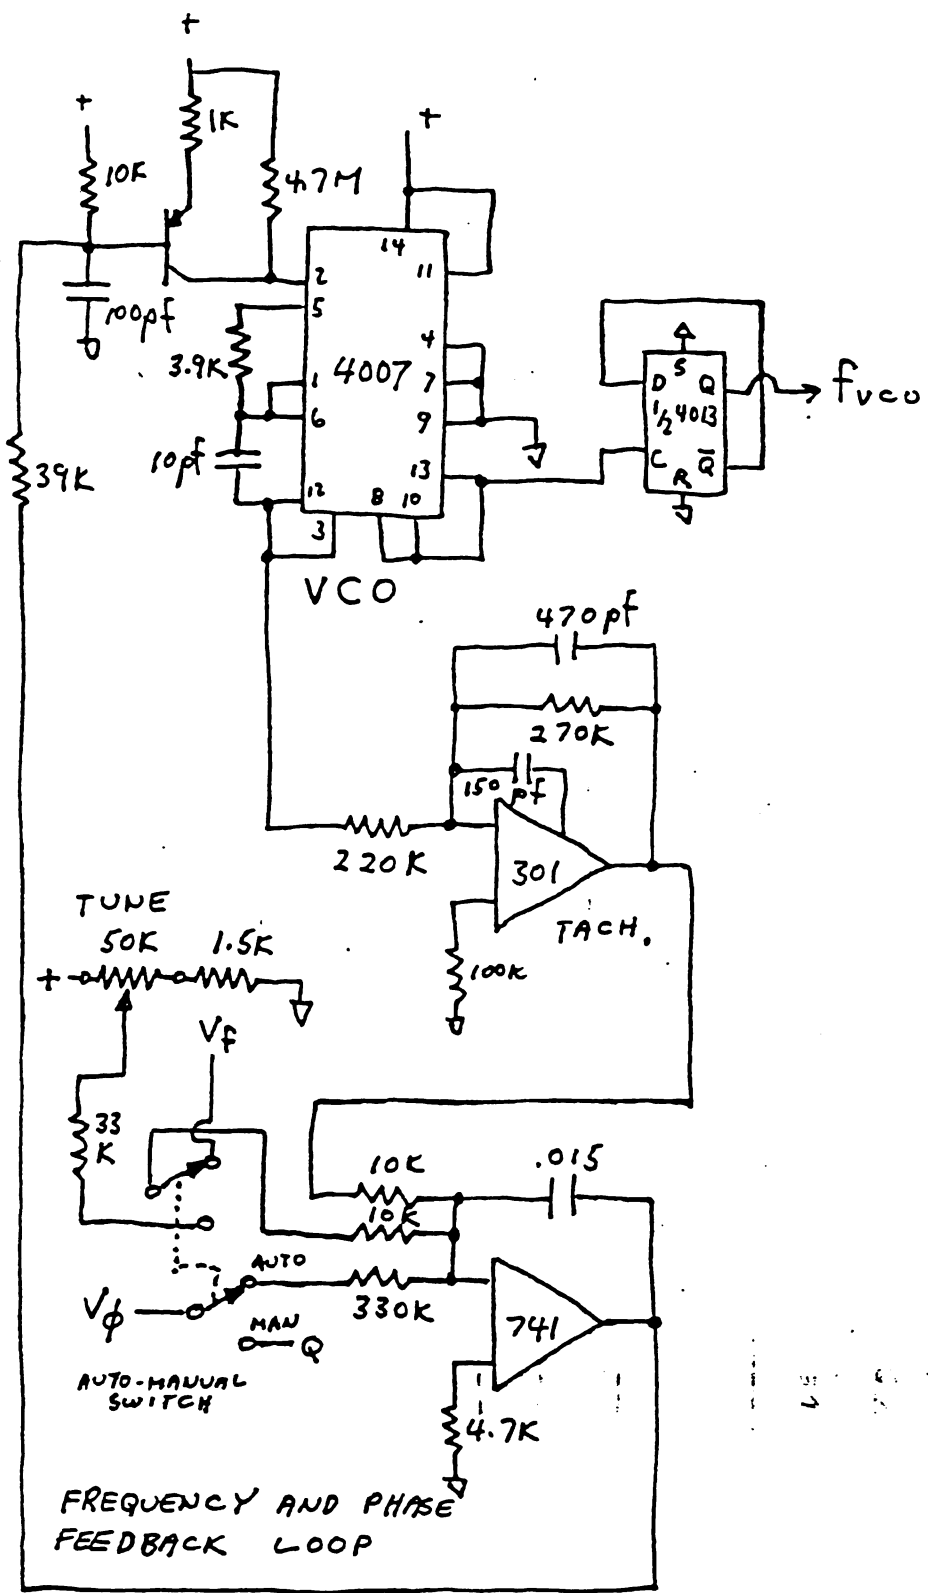 +
+
1K
+
10K
4.7M
14
11
2
100pf
5
4
3.9K
4007
1
7
6
9
10pf
13
12
8 10
3
39K
VCO
S
D Q
1/2 4013
C Q̅
R
fVCO
470pf
270K
150 pf
220K
301
TACH.
100K
TUNE
50K 1.5K
+
Vf
33
K
10K
.015
10K
AUTO
330K
Vϕ
MAN
Q
741
AUTO-MANUAL
SWITCH
4.7K
FREQUENCY AND PHASE
FEEDBACK LOOP